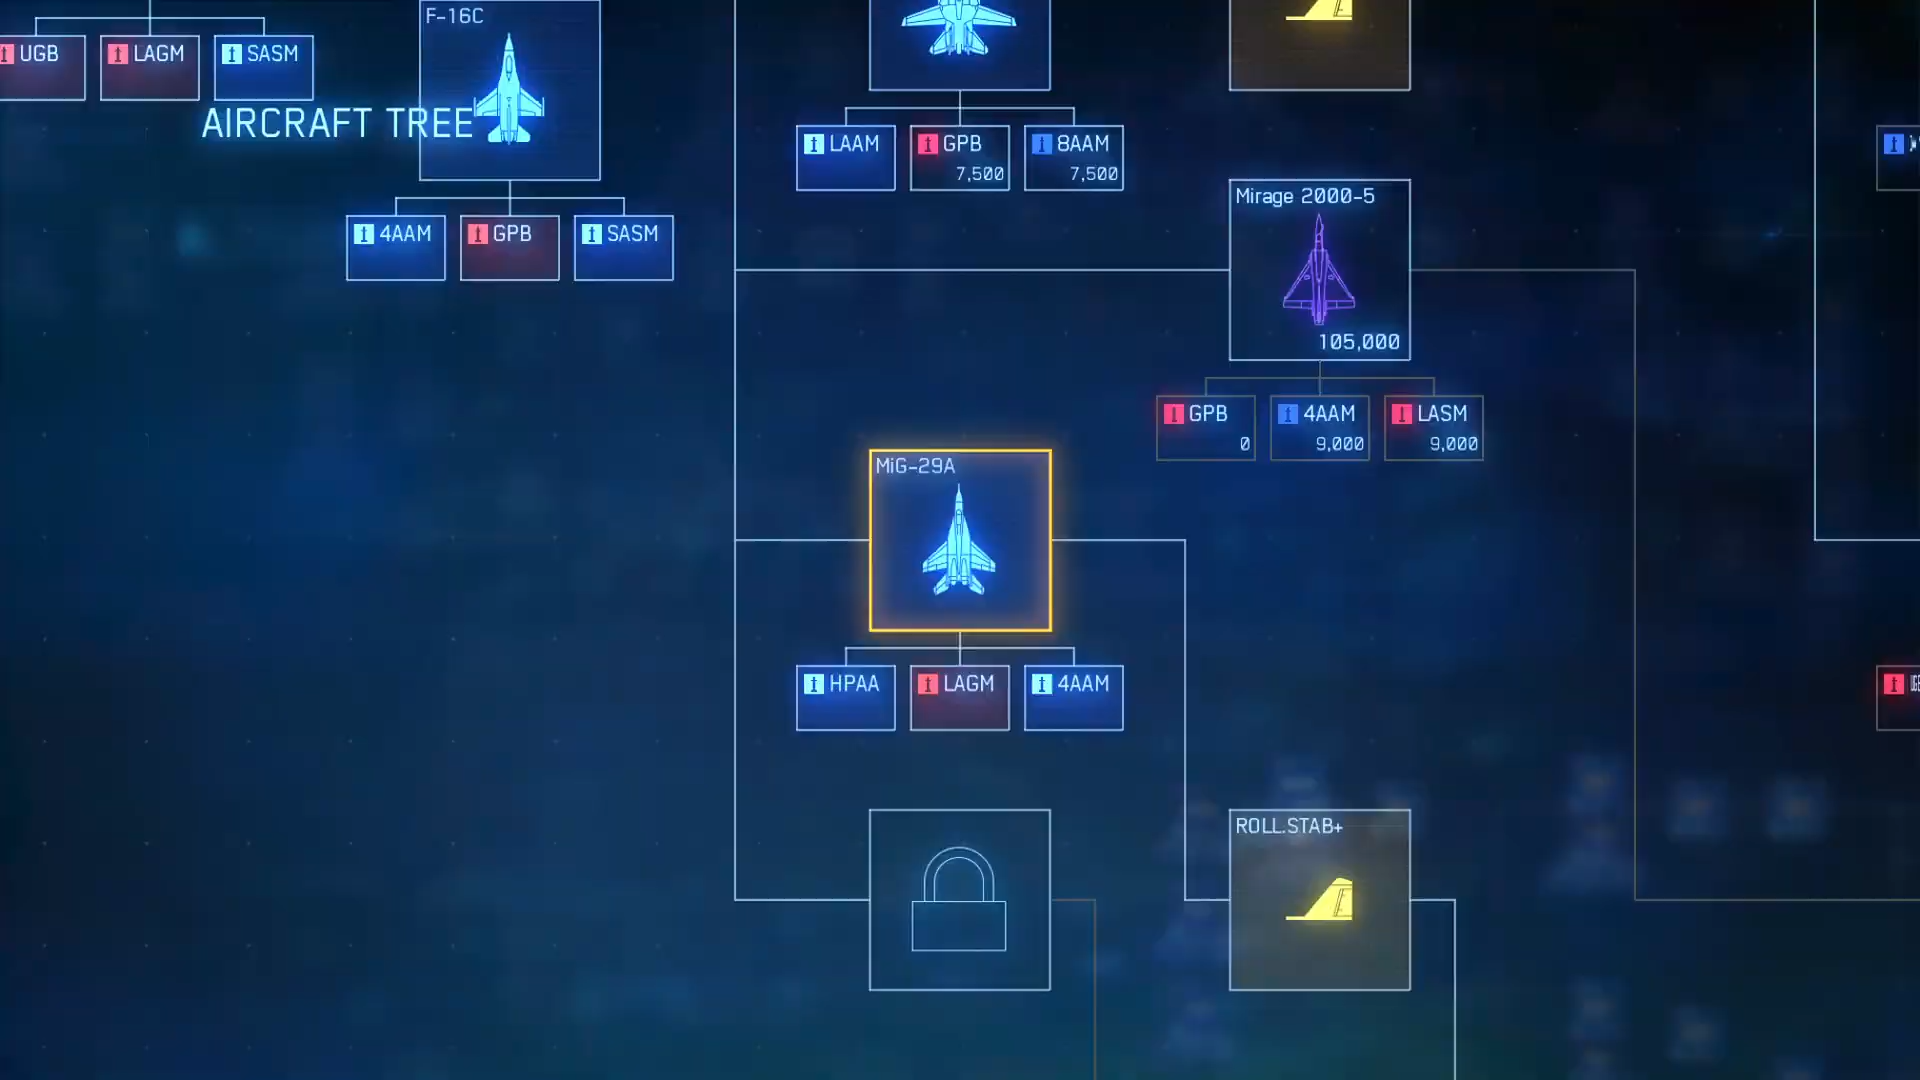 F-16C
UGB
LAGM
SASM
AIRCRAFT TREE
LAAM
GPB
7,500
8AAM
7,500
4AAM
GPB
SASM
Mirage 2000-5
105,000
GPB
0
4AAM
9,000
LASM
9,000
MiG-29A
HPAA
LAGM
4AAM
ROLL.STAB+